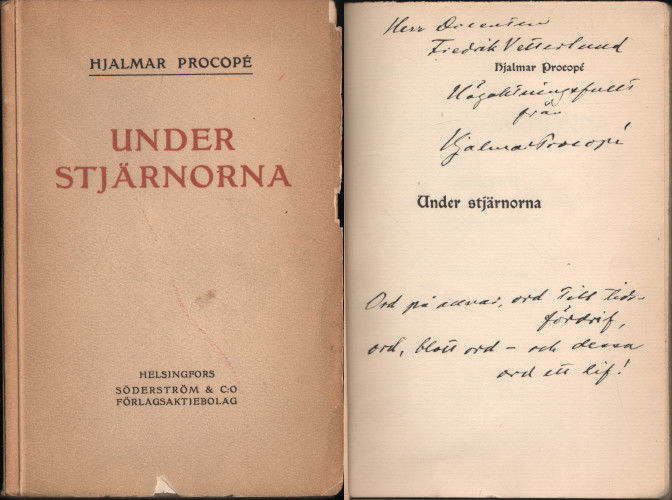 HJALMAR PROCOPÉ
UNDER
STJÄRNORNA
HELSINGFORS
SÖDERSTRÖM & C:O
FÖRLAGSAKTIEBOLAG
Herr Docenten
Fredrik Vetterlund
Hjalmar Procopé
Högaktningsfullt
från
Hjalmar Procopé
Under stjärnorna
Ord på allvar, ord till tids-
fördrif,
ord, blott ord – och dessa
ord ett lif!